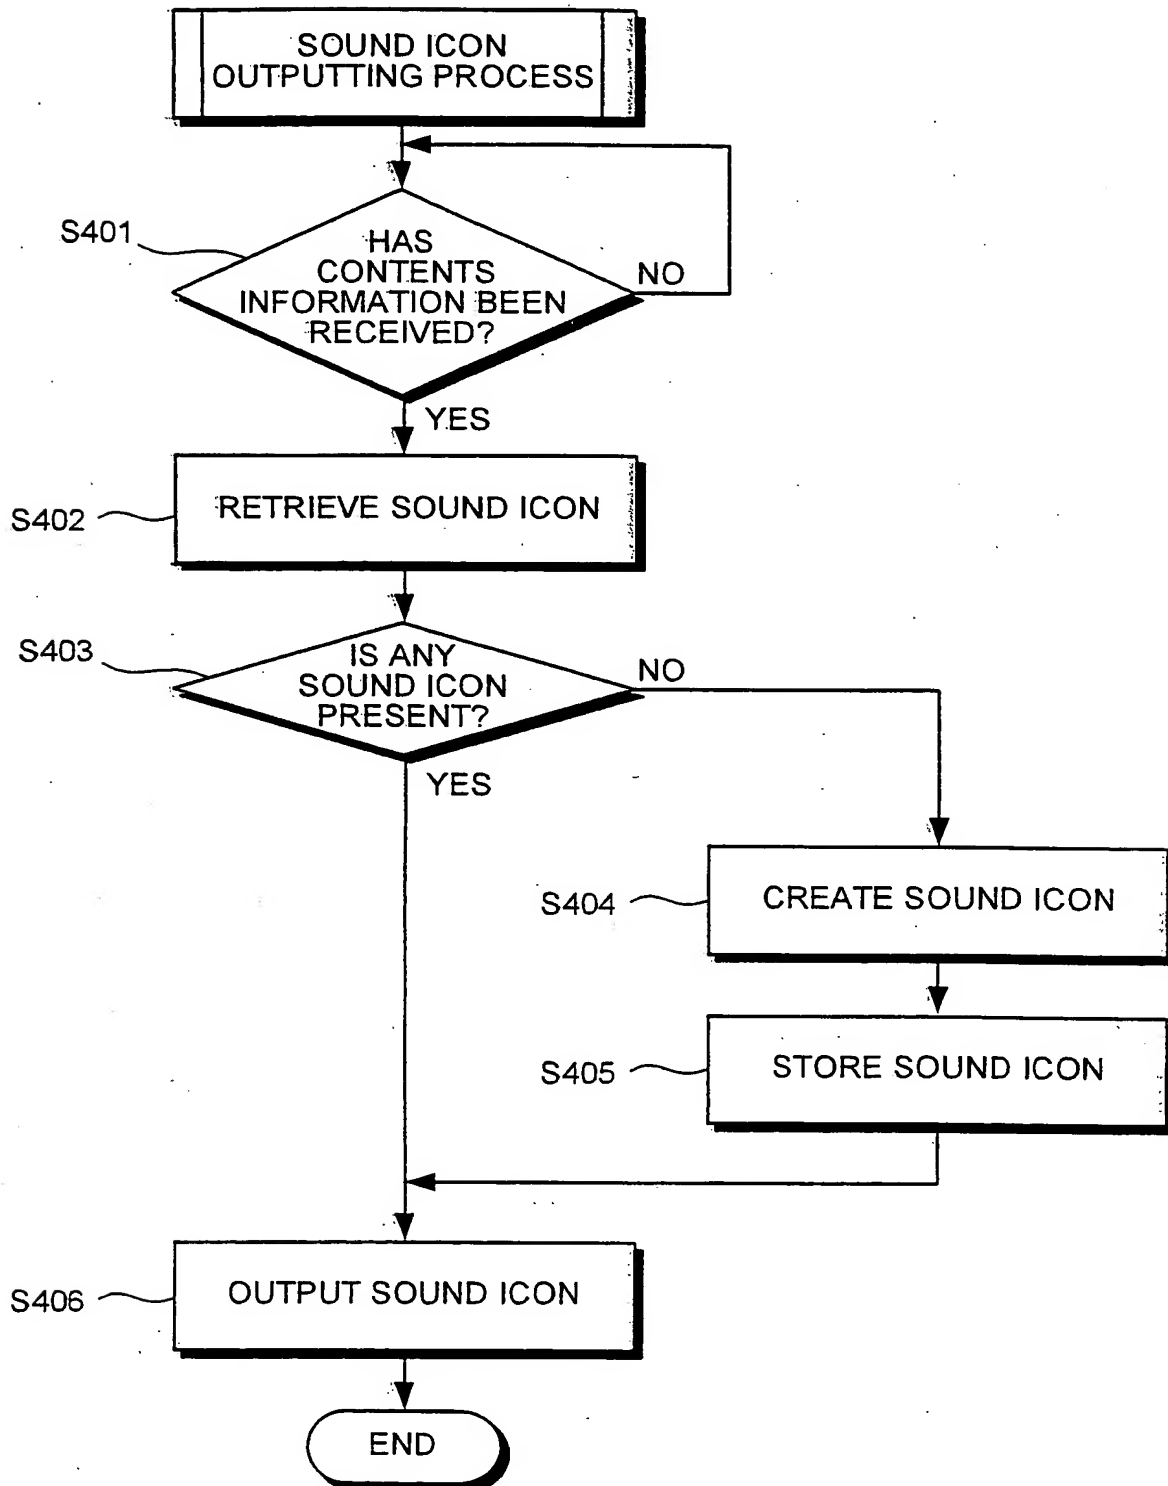 SOUND ICON
OUTPUTTING PROCESS
S401
HAS
CONTENTS
INFORMATION BEEN
RECEIVED?
NO
YES
S402
RETRIEVE SOUND ICON
S403
IS ANY
SOUND ICON
PRESENT?
NO
YES
S404
CREATE SOUND ICON
S405
STORE SOUND ICON
S406
OUTPUT SOUND ICON
END